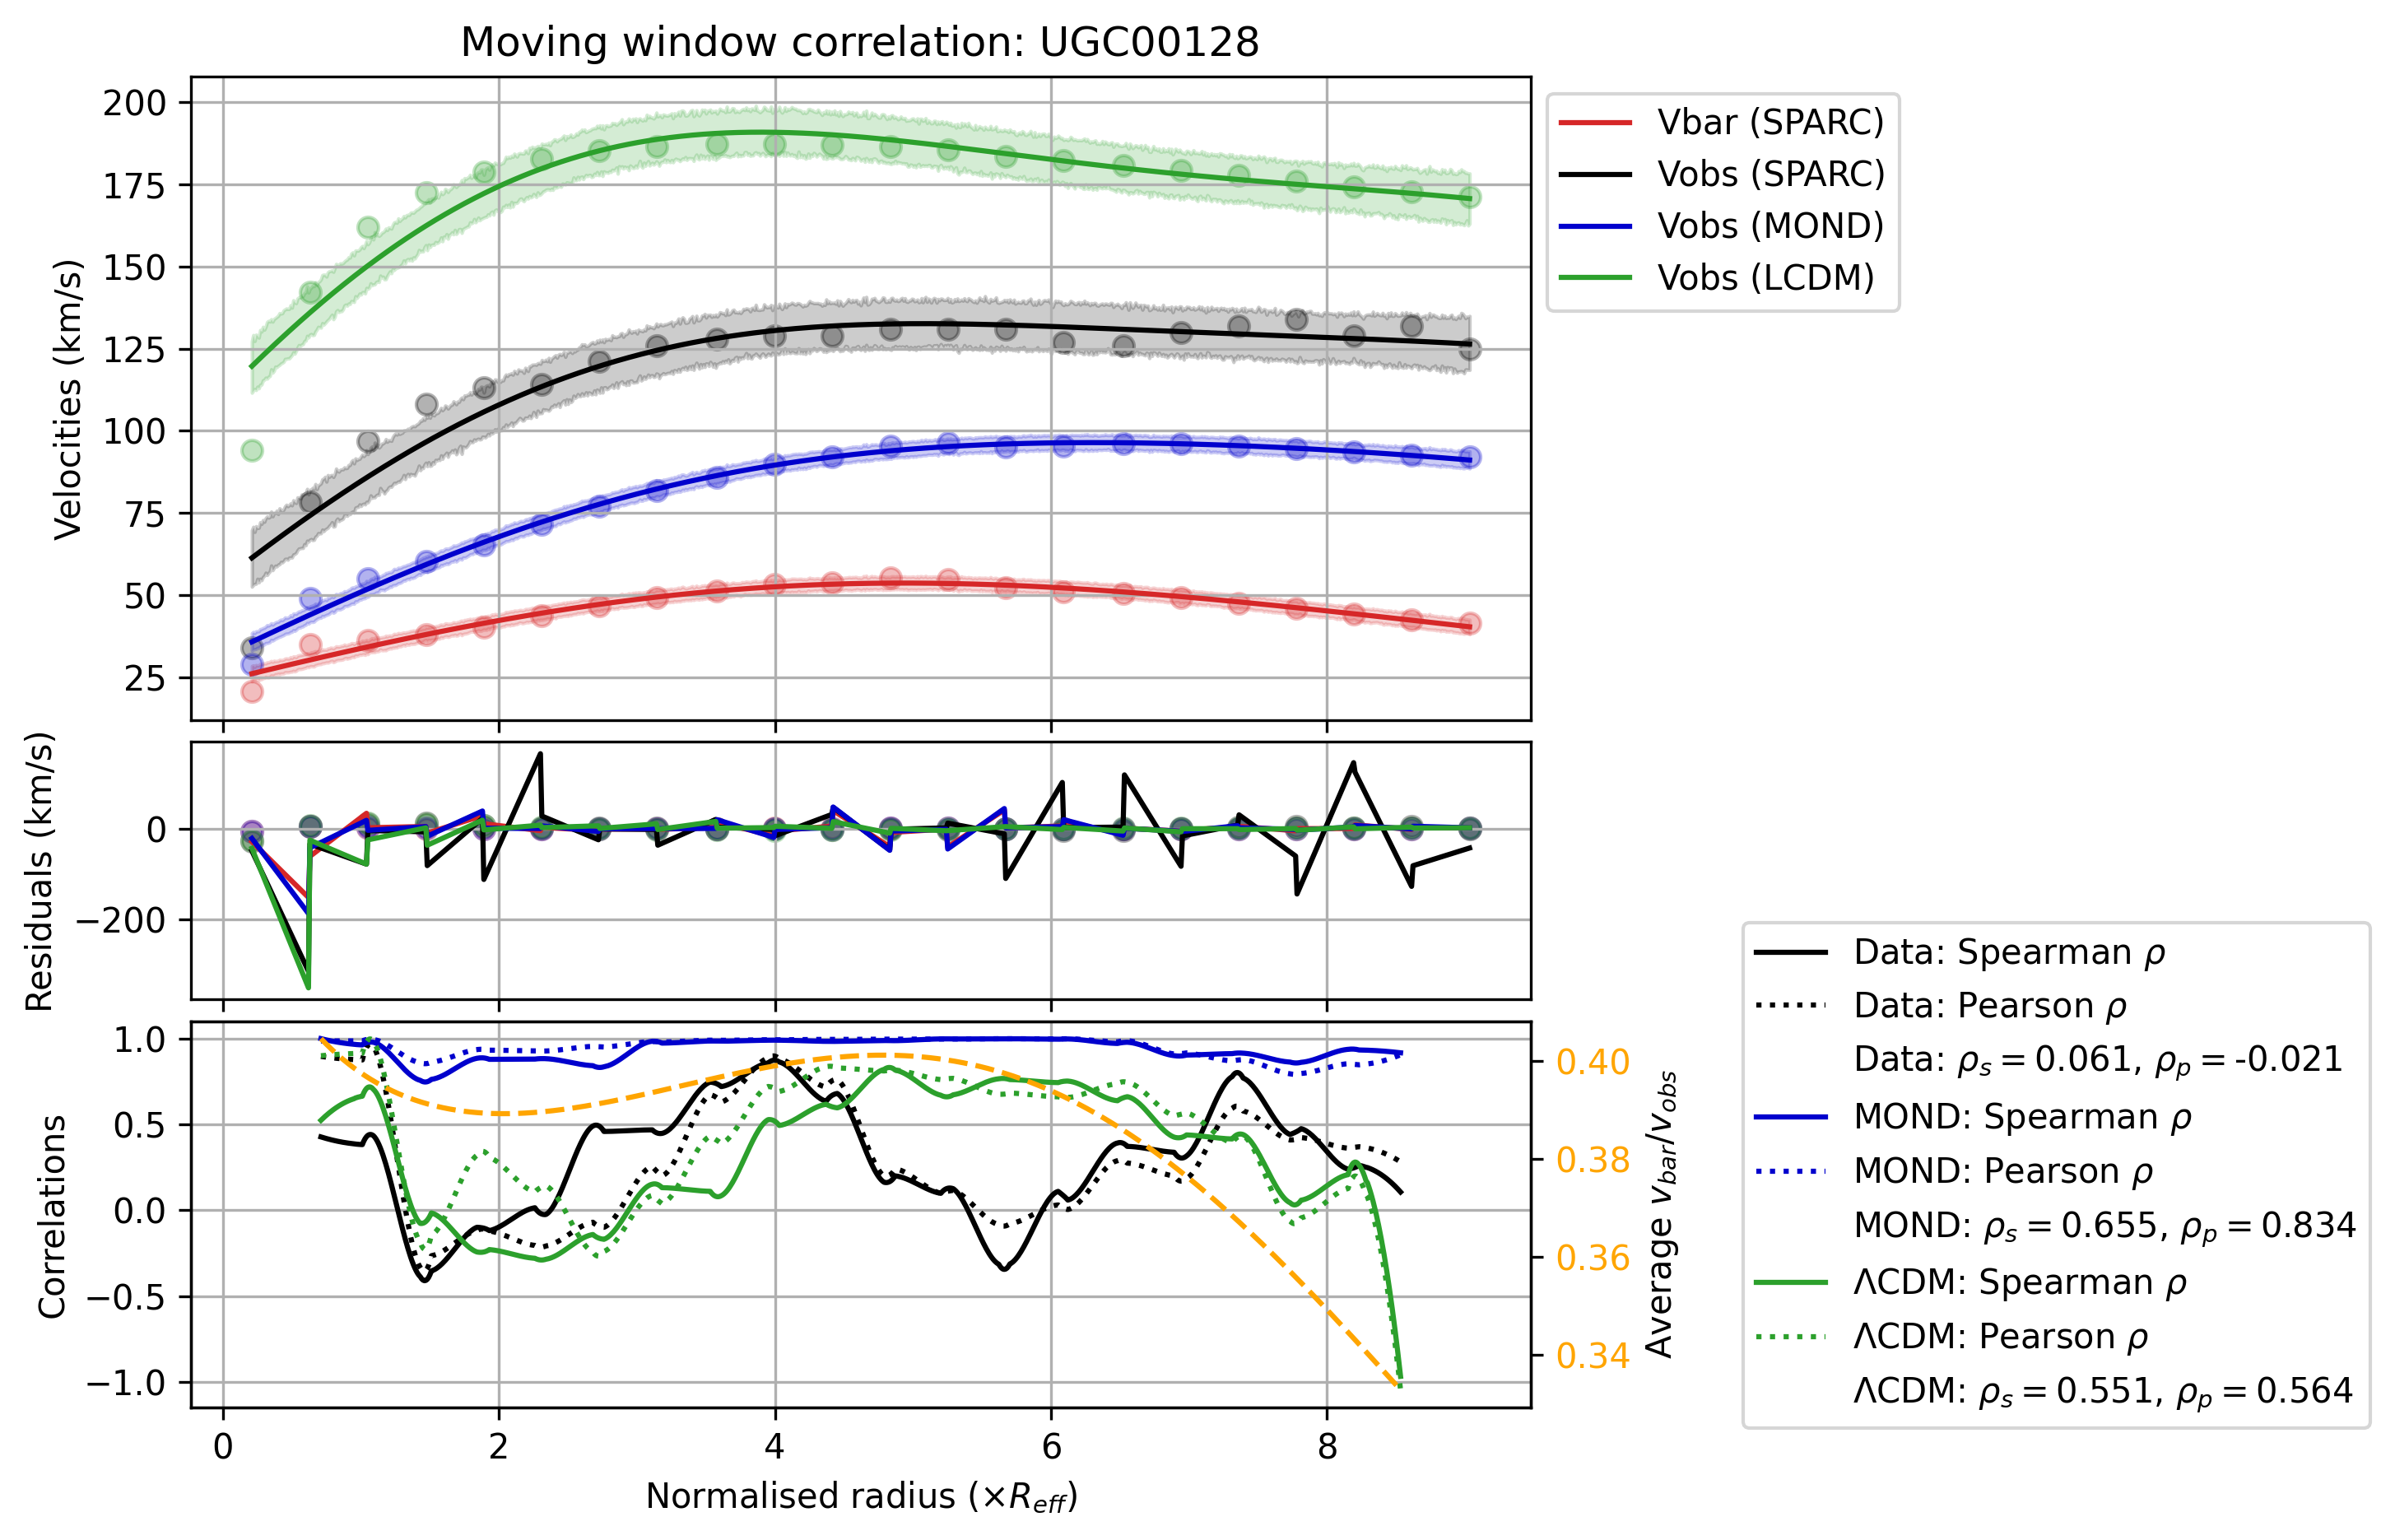 Moving window correlation: UGC00128
200
175
150
125
100
75
50
25
Velocities (km/s)
Vbar (SPARC)
Vobs (SPARC)
Vobs (MOND)
Vobs (LCDM)
0
−200
Residuals (km/s)
1.0
0.5
0.0
−0.5
−1.0
Correlations
0.40
0.38
0.36
0.34
Average v_bar/v_obs
Data: Spearman ρ
Data: Pearson ρ
Data: ρ_s = 0.061, ρ_p = -0.021
MOND: Spearman ρ
MOND: Pearson ρ
MOND: ρ_s = 0.655, ρ_p = 0.834
ΛCDM: Spearman ρ
ΛCDM: Pearson ρ
ΛCDM: ρ_s = 0.551, ρ_p = 0.564
0 2 4 6 8
Normalised radius (×R_eff)